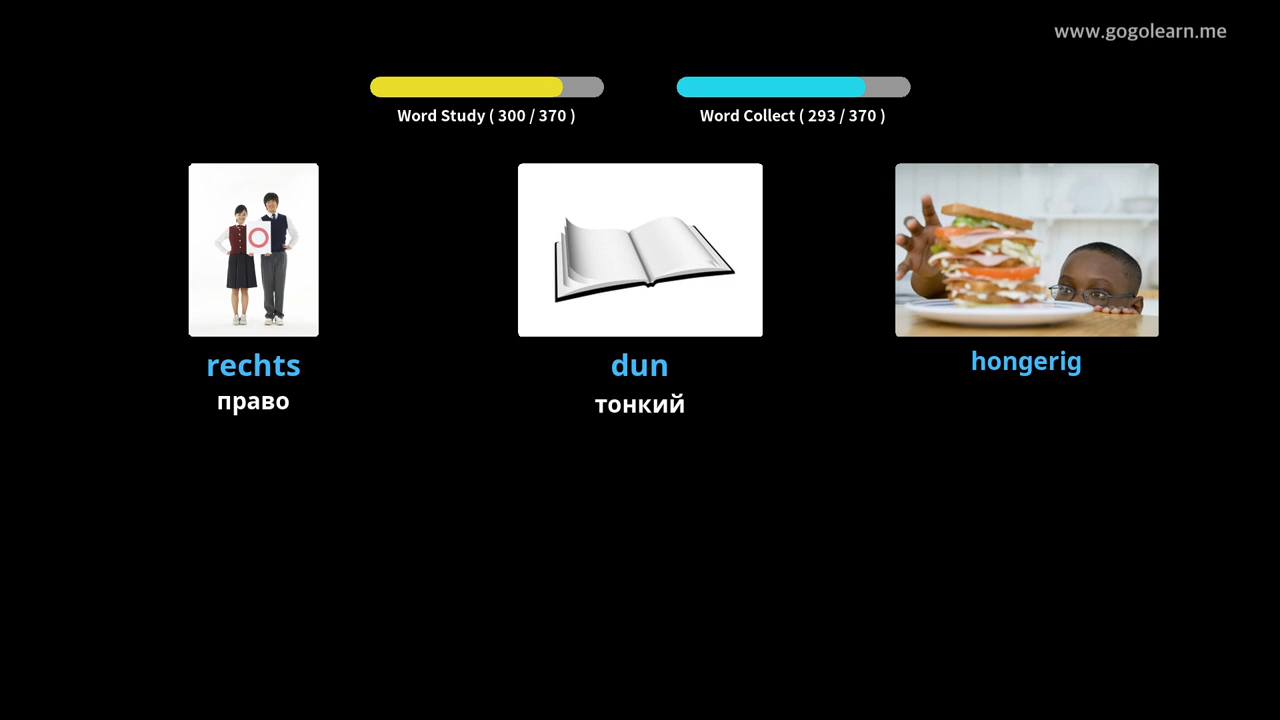 www.gogolearn.me
Word Study ( 300 / 370 )
Word Collect ( 293 / 370 )
rechts
право
dun
тонкий
hongerig